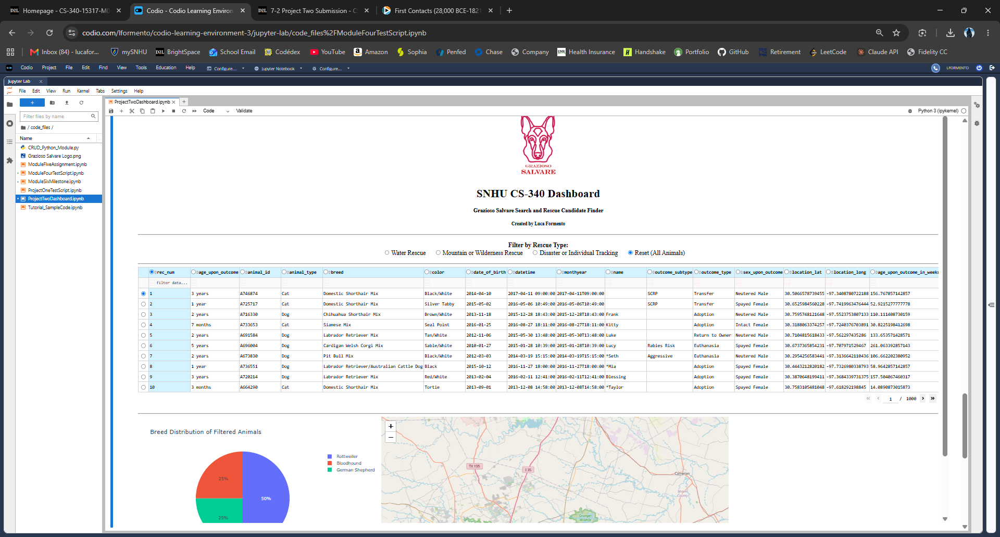 Homepage - CS-340-15317-M0
Codio - Codio Learning Environ
7-2 Project Two Submission - C
First Contacts (28,000 BCE-1821
codio.com/lformento/codio-learning-environment-3/jupyter-lab/code_files%2FModuleFourTestScript.ipynb
Inbox (84) - lucafor... mySNHU BrightSpace School Email Codédex YouTube Amazon Sophia Penfed Chase Company Health Insurance Handshake Portfolio GitHub Retirement LeetCode Claude API Fidelity CC
Codio Project File Edit Find View Tools Education Help Configure.... Jupyter Notebook Configure.... LFORMENTO
Jupyter Lab
File Edit View Run Kernel Tabs Settings Help
ProjectTwoDashboard.ipynb
Code Validate Python 3 (ipykernel)
Filter files by name
/ code_files /
Name
CRUD_Python_Module.py
Grazioso Salvare Logo.png
ModuleFiveAssignment.ipynb
ModuleFourTestScript.ipynb
ModuleSixMilestone.ipynb
ProjectOneTestScript.ipynb
ProjectTwoDashboard.ipynb
Tutorial_SampleCode.ipynb
GRAZIOSO
SALVARE
SNHU CS-340 Dashboard
Grazioso Salvare Search and Rescue Candidate Finder
Created by Luca Formento
Filter by Rescue Type:
Water Rescue Mountain or Wilderness Rescue Disaster or Individual Tracking Reset (All Animals)
rec_num age_upon_outcome animal_id animal_type breed color date_of_birth datetime monthyear name outcome_subtype outcome_type sex_upon_outcome location_lat location_long age_upon_outcome_in_weeks
filter data...
1 3 years A746874 Cat Domestic Shorthair Mix Black/White 2014-04-10 2017-04-11 09:00:00 2017-04-11T09:00:00 SCRP Transfer Neutered Male 30.5066578739455 -97.3408780722188 156.767857142857
2 1 year A725717 Cat Domestic Shorthair Mix Silver Tabby 2015-05-02 2016-05-06 10:49:00 2016-05-06T10:49:00 SCRP Transfer Spayed Female 30.6525984560228 -97.7419963476444 52.9215277777778
3 2 years A716330 Dog Chihuahua Shorthair Mix Brown/White 2013-11-18 2015-12-28 18:43:00 2015-12-28T18:43:00 Frank Adoption Neutered Male 30.7595748121648 -97.5523753807133 110.111408730159
4 7 months A733653 Cat Siamese Mix Seal Point 2016-01-25 2016-08-27 18:11:00 2016-08-27T18:11:00 Kitty Adoption Intact Female 30.3188063374257 -97.7240376703891 30.8225198412698
5 2 years A691584 Dog Labrador Retriever Mix Tan/White 2012-11-06 2015-05-30 13:48:00 2015-05-30T13:48:00 Luke Return to Owner Neutered Male 30.7104815618433 -97.562297435286 133.653571428571
6 5 years A696004 Dog Cardigan Welsh Corgi Mix Sable/White 2010-01-27 2015-01-28 10:39:00 2015-01-28T10:39:00 Lucy Rabies Risk Euthanasia Spayed Female 30.6737365854231 -97.707971529467 261.063392857143
7 2 years A673830 Dog Pit Bull Mix Black/White 2012-03-03 2014-03-19 15:15:00 2014-03-19T15:15:00 *Seth Aggressive Euthanasia Neutered Male 30.2954256583441 -97.3136642110436 106.662202380952
8 1 year A736551 Dog Labrador Retriever/Australian Cattle Dog Black 2015-10-12 2016-11-27 18:00:00 2016-11-27T18:00:00 *Mia Adoption Spayed Female 30.4443212820182 -97.7326980338793 58.9642857142857
9 3 years A720214 Dog Labrador Retriever Mix Red/White 2013-02-04 2016-02-11 12:41:00 2016-02-11T12:41:00 Blessing Adoption Spayed Female 30.3870648199411 -97.3684339731375 157.504067460317
10 3 months A664290 Cat Domestic Shorthair Mix Tortie 2013-09-01 2013-12-08 14:58:00 2013-12-08T14:58:00 *Taylor Adoption Spayed Female 30.7583105481048 -97.618292198845 14.0890873015873
« ‹ 1 / 1000 › »
Breed Distribution of Filtered Animals
25%
50%
25%
Rottweiler
Bloodhound
German Shepherd
+
−
TX 195
I 35
Cameron
Milam
County
Granger
Wildlife